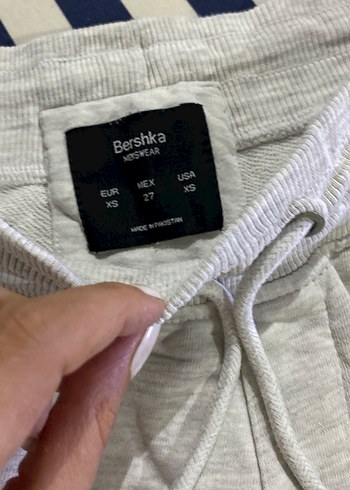 Bershka
MENSWEAR
EUR MEX USA
XS 27 XS
MADE IN PAKISTAN